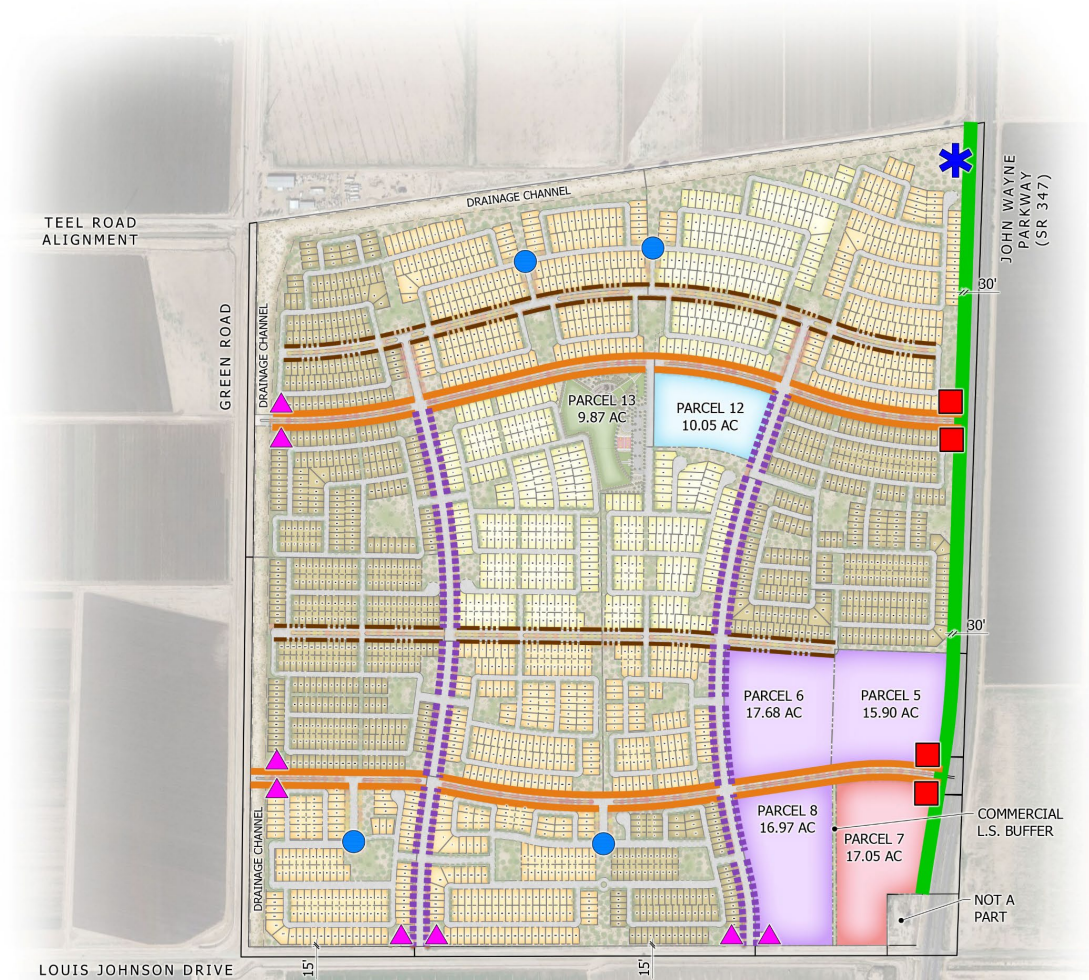 DRAINAGE CHANNEL
TEEL ROAD
ALIGNMENT
JOHN WAYNE
PARKWAY
(SR 347)
30'
GREEN ROAD
DRAINAGE CHANNEL
PARCEL 13
9.87 AC
PARCEL 12
10.05 AC
30'
PARCEL 6
17.68 AC
PARCEL 5
15.90 AC
PARCEL 8
16.97 AC
COMMERCIAL
L.S. BUFFER
PARCEL 7
17.05 AC
DRAINAGE CHANNEL
NOT A
PART
15'
15'
LOUIS JOHNSON DRIVE